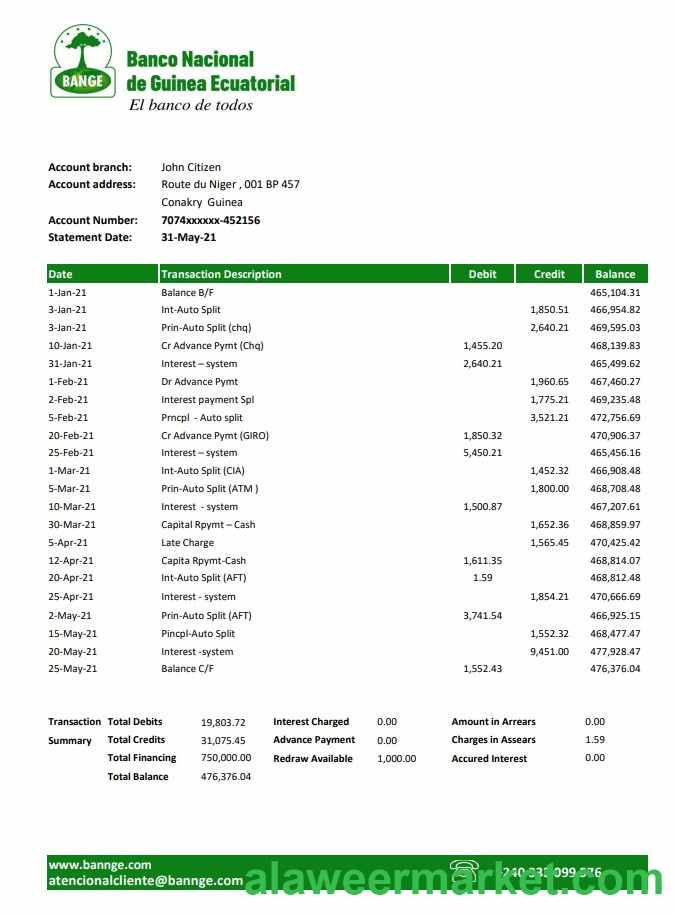 BANGE
Banco Nacional
de Guinea Ecuatorial
El banco de todos
Account branch: John Citizen
Account address: Route du Niger , 001 BP 457
Conakry Guinea
Account Number: 7074xxxxxx-452156
Statement Date: 31-May-21
Date Transaction Description Debit Credit Balance
1-Jan-21 Balance B/F 465,104.31
3-Jan-21 Int-Auto Split 1,850.51 466,954.82
3-Jan-21 Prin-Auto Split (chq) 2,640.21 469,595.03
10-Jan-21 Cr Advance Pymt (Chq) 1,455.20 468,139.83
31-Jan-21 Interest – system 2,640.21 465,499.62
1-Feb-21 Dr Advance Pymt 1,960.65 467,460.27
2-Feb-21 Interest payment Spl 1,775.21 469,235.48
5-Feb-21 Prncpl - Auto split 3,521.21 472,756.69
20-Feb-21 Cr Advance Pymt (GIRO) 1,850.32 470,906.37
25-Feb-21 Interest – system 5,450.21 465,456.16
1-Mar-21 Int-Auto Split (CIA) 1,452.32 466,908.48
5-Mar-21 Prin-Auto Split (ATM ) 1,800.00 468,708.48
10-Mar-21 Interest - system 1,500.87 467,207.61
30-Mar-21 Capital Rpymt – Cash 1,652.36 468,859.97
5-Apr-21 Late Charge 1,565.45 470,425.42
12-Apr-21 Capita Rpymt-Cash 1,611.35 468,814.07
20-Apr-21 Int-Auto Split (AFT) 1.59 468,812.48
25-Apr-21 Interest - system 1,854.21 470,666.69
2-May-21 Prin-Auto Split (AFT) 3,741.54 466,925.15
15-May-21 Pincpl-Auto Split 1,552.32 468,477.47
20-May-21 Interest -system 9,451.00 477,928.47
25-May-21 Balance C/F 1,552.43 476,376.04
Transaction Total Debits 19,803.72 Interest Charged 0.00 Amount in Arrears 0.00
Summary Total Credits 31,075.45 Advance Payment 0.00 Charges in Assears 1.59
Total Financing 750,000.00 Redraw Available 1,000.00 Accured Interest 0.00
Total Balance 476,376.04
www.bannge.com
atencionalcliente@bannge.com
alaweermarket.com